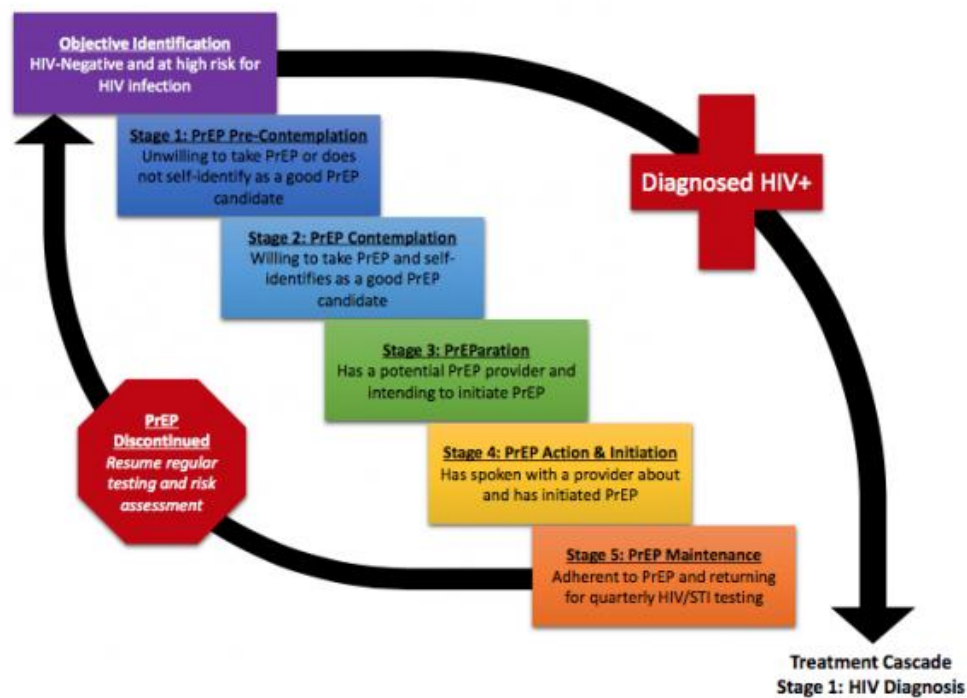 Objective Identification
HIV-Negative and at high risk for
HIV infection
Stage 1: PrEP Pre-Contemplation
Unwilling to take PrEP or does
not self-identify as a good PrEP
candidate
Diagnosed HIV+
Stage 2: PrEP Contemplation
Willing to take PrEP and self-
identifies as a good PrEP
candidate
Stage 3: PrEParation
Has a potential PrEP provider and
intending to initiate PrEP
PrEP
Discontinued
Resume regular
testing and risk
assessment
Stage 4: PrEP Action & Initiation
Has spoken with a provider about
and has initiated PrEP
Stage 5: PrEP Maintenance
Adherent to PrEP and returning
for quarterly HIV/STI testing
Treatment Cascade
Stage 1: HIV Diagnosis